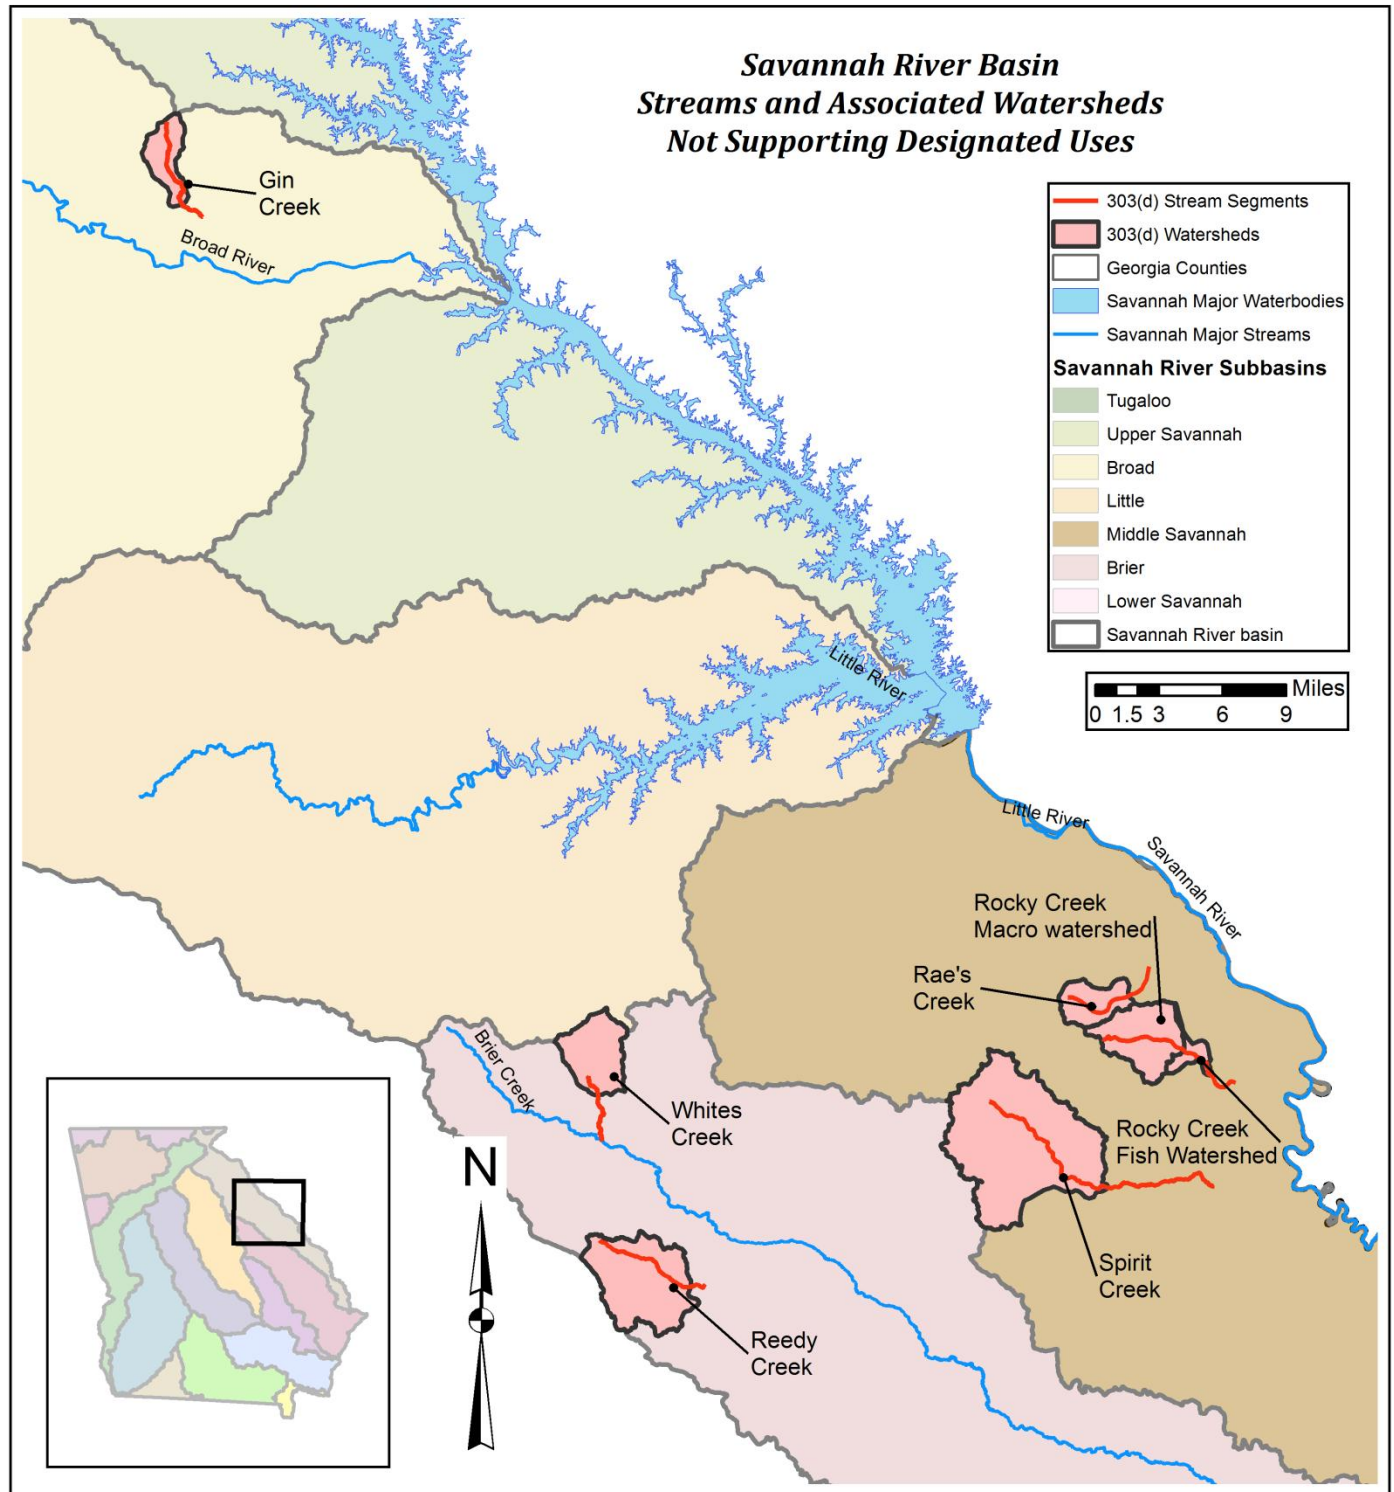 Savannah River Basin
Streams and Associated Watersheds
Not Supporting Designated Uses
Gin
Creek
Broad River
303(d) Stream Segments
303(d) Watersheds
Georgia Counties
Savannah Major Waterbodies
Savannah Major Streams
Savannah River Subbasins
Tugaloo
Upper Savannah
Broad
Little
Middle Savannah
Brier
Lower Savannah
Savannah River basin
Miles
0 1.5 3 6 9
Little River
Little River
Savannah River
Rocky Creek
Macro watershed
Rae's
Creek
Brier Creek
Whites
Creek
Rocky Creek
Fish Watershed
N
Spirit
Creek
Reedy
Creek